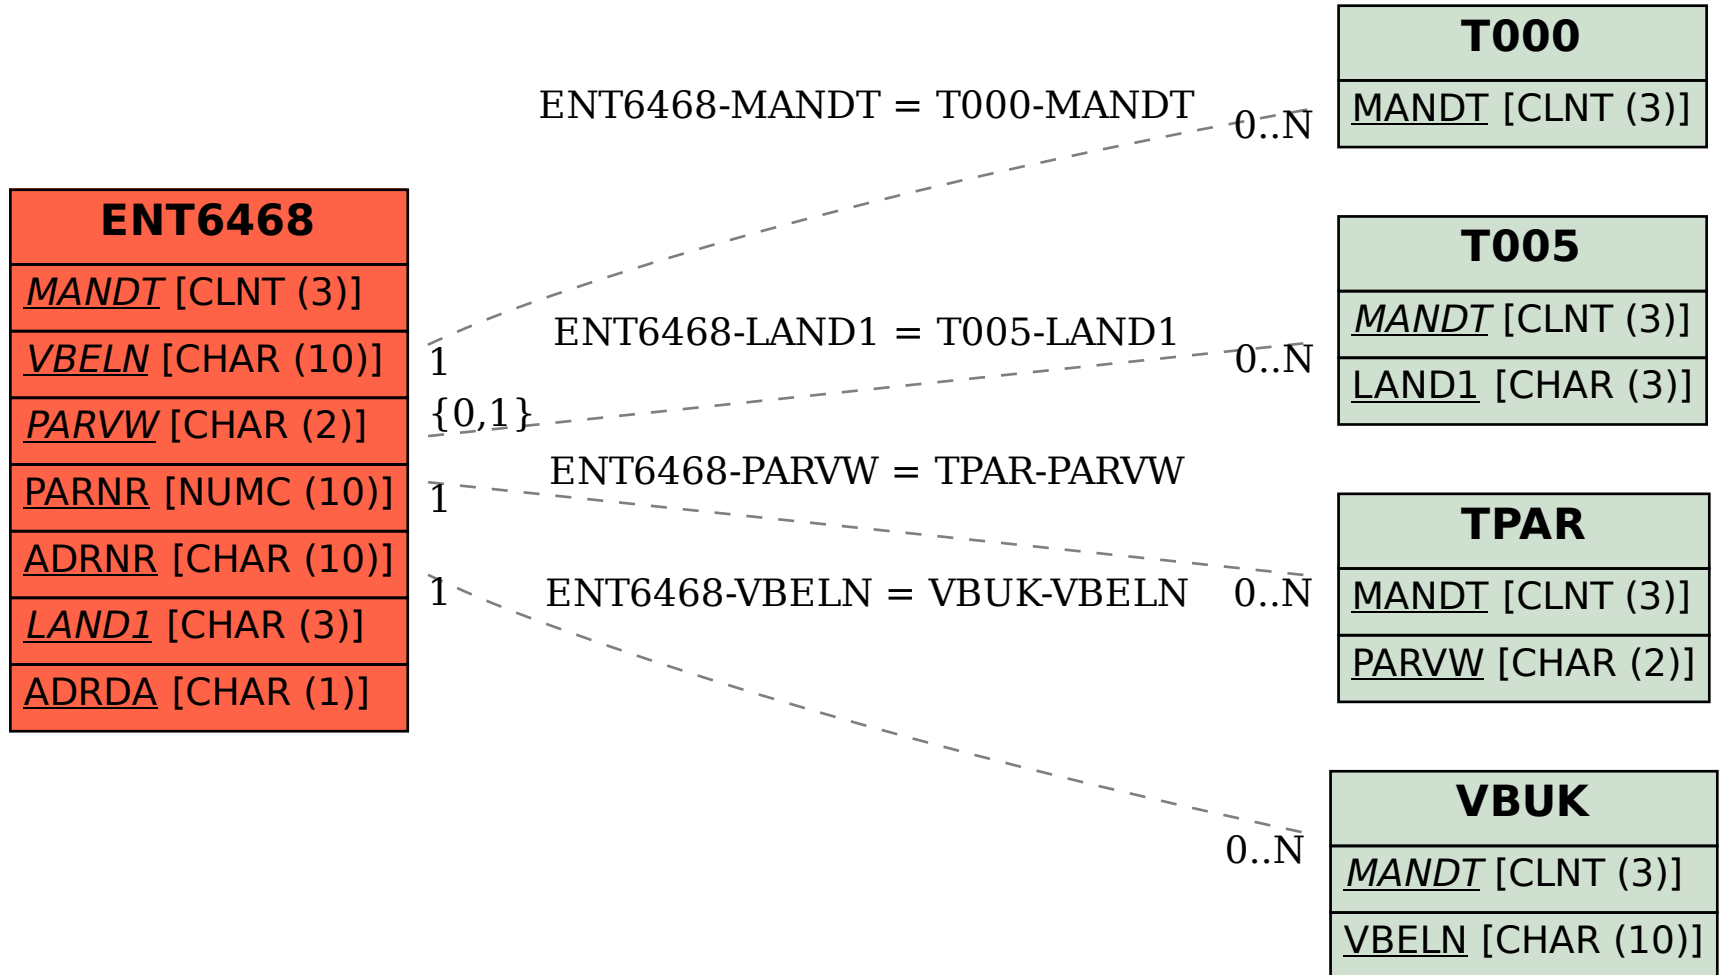 ENT6468
MANDT [CLNT (3)]
VBELN [CHAR (10)]
PARVW [CHAR (2)]
PARNR [NUMC (10)]
ADRNR [CHAR (10)]
LAND1 [CHAR (3)]
ADRDA [CHAR (1)]
ENT6468-MANDT = T000-MANDT
0..N
1
ENT6468-LAND1 = T005-LAND1
0..N
{0,1}
ENT6468-PARVW = TPAR-PARVW
1
0..N
ENT6468-VBELN = VBUK-VBELN
1
0..N
T000
MANDT [CLNT (3)]
T005
MANDT [CLNT (3)]
LAND1 [CHAR (3)]
TPAR
MANDT [CLNT (3)]
PARVW [CHAR (2)]
VBUK
MANDT [CLNT (3)]
VBELN [CHAR (10)]